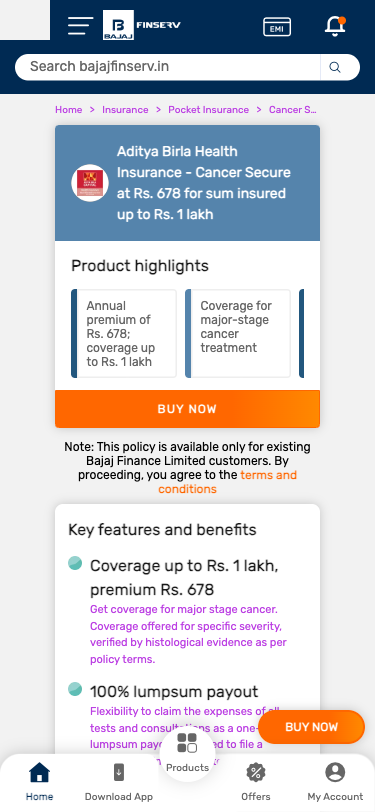 BAJAJ
FINSERV
EMI
Search bajajfinserv.in
Home > Insurance > Pocket Insurance > Cancer S...
Aditya Birla Health
Insurance - Cancer Secure
at Rs. 678 for sum insured
up to Rs. 1 lakh
Product highlights
Annual
premium of
Rs. 678;
coverage up
to Rs. 1 lakh
Coverage for
major-stage
cancer
treatment
BUY NOW
Note: This policy is available only for existing
Bajaj Finance Limited customers. By
proceeding, you agree to the terms and
conditions
Key features and benefits
Coverage up to Rs. 1 lakh,
premium Rs. 678
Get coverage for major stage cancer.
Coverage offered for specific severity,
verified by histological evidence as per
policy terms.
100% lumpsum payout
Flexibility to claim the expenses of all
tests and consultations as a one-
lumpsum to file a
BUY NOW
Products
Home
Download App
Offers
My Account